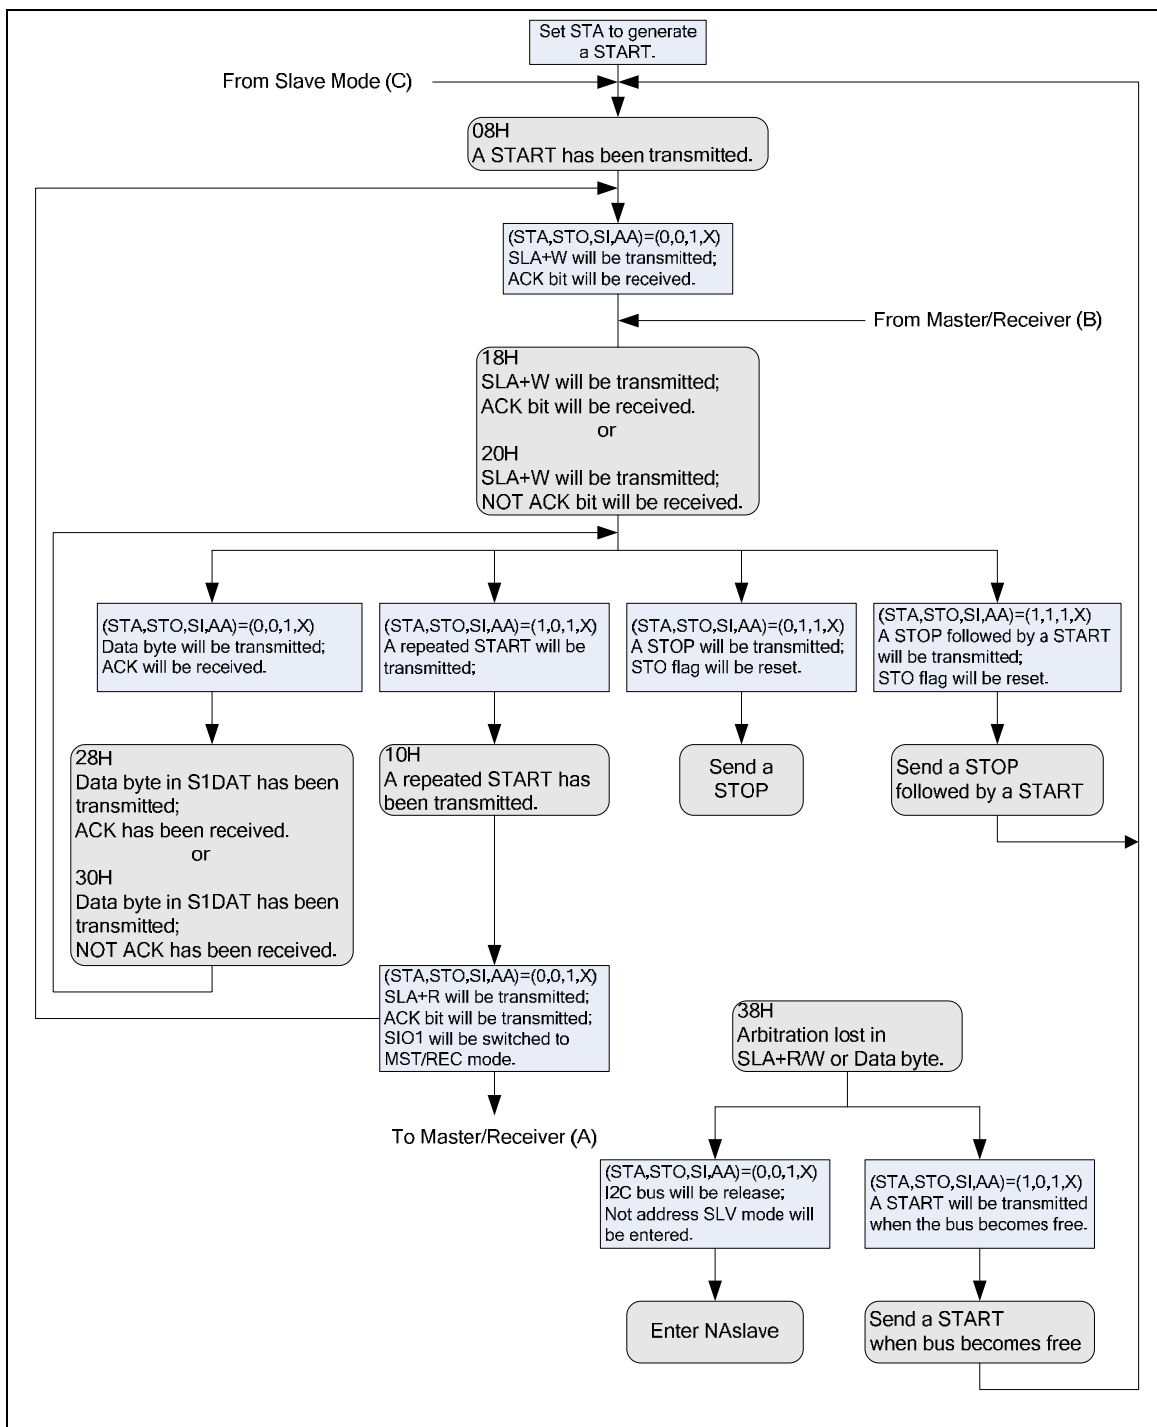 Set STA to generate
a START.
From Slave Mode (C)
08H
A START has been transmitted.
(STA,STO,SI,AA)=(0,0,1,X)
SLA+W will be transmitted;
ACK bit will be received.
From Master/Receiver (B)
18H
SLA+W will be transmitted;
ACK bit will be received.
or
20H
SLA+W will be transmitted;
NOT ACK bit will be received.
(STA,STO,SI,AA)=(0,0,1,X)
Data byte will be transmitted;
ACK will be received.
(STA,STO,SI,AA)=(1,0,1,X)
A repeated START will be
transmitted;
(STA,STO,SI,AA)=(0,1,1,X)
A STOP will be transmitted;
STO flag will be reset.
(STA,STO,SI,AA)=(1,1,1,X)
A STOP followed by a START
will be transmitted;
STO flag will be reset.
28H
Data byte in S1DAT has been
transmitted;
ACK has been received.
or
30H
Data byte in S1DAT has been
transmitted;
NOT ACK has been received.
10H
A repeated START has
been transmitted.
Send a
STOP
Send a STOP
followed by a START
(STA,STO,SI,AA)=(0,0,1,X)
SLA+R will be transmitted;
ACK bit will be transmitted;
SIO1 will be switched to
MST/REC mode.
To Master/Receiver (A)
38H
Arbitration lost in
SLA+R/W or Data byte.
(STA,STO,SI,AA)=(0,0,1,X)
I2C bus will be release;
Not address SLV mode will
be entered.
(STA,STO,SI,AA)=(1,0,1,X)
A START will be transmitted
when the bus becomes free.
Enter NAslave
Send a START
when bus becomes free